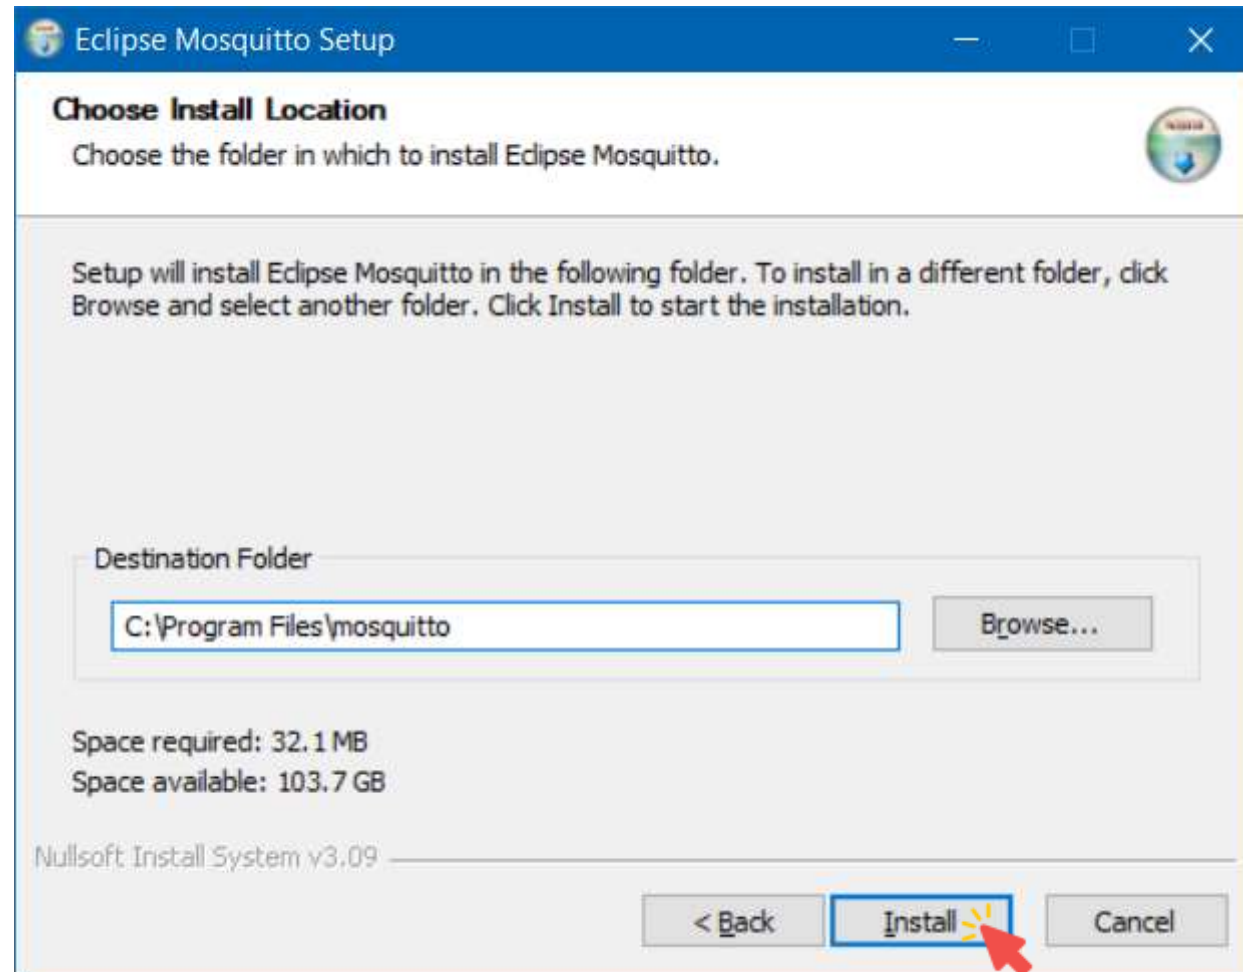 Eclipse Mosquitto Setup
Choose Install Location
Choose the folder in which to install Eclipse Mosquitto.
Setup will install Eclipse Mosquitto in the following folder. To install in a different folder, click
Browse and select another folder. Click Install to start the installation.
Destination Folder
C:\Program Files\mosquitto
Browse...
Space required: 32.1 MB
Space available: 103.7 GB
Nullsoft Install System v3.09
< Back
Install
Cancel